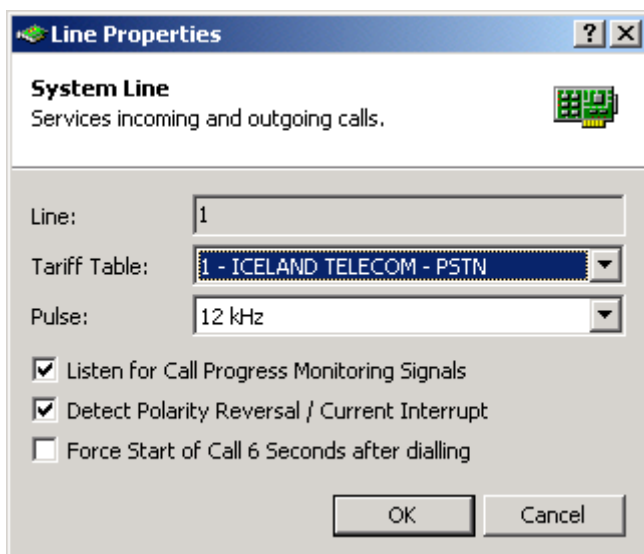 Line Properties
System Line
Services incoming and outgoing calls.
Line: 1
Tariff Table: 1 - ICELAND TELECOM - PSTN
Pulse: 12 kHz
Listen for Call Progress Monitoring Signals
Detect Polarity Reversal / Current Interrupt
Force Start of Call 6 Seconds after dialling
OK Cancel